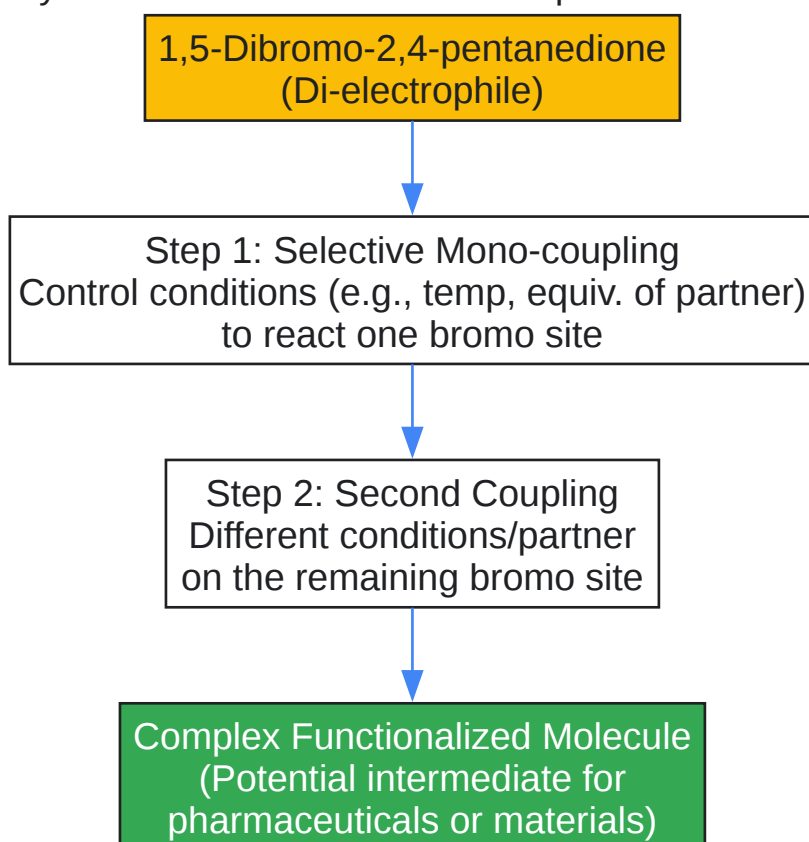 1,5-Dibromo-2,4-pentanedione
(Di-electrophile)
Step 1: Selective Mono-coupling
Control conditions (e.g., temp, equiv. of partner)
to react one bromo site
Step 2: Second Coupling
Different conditions/partner
on the remaining bromo site
Complex Functionalized Molecule
(Potential intermediate for
pharmaceuticals or materials)